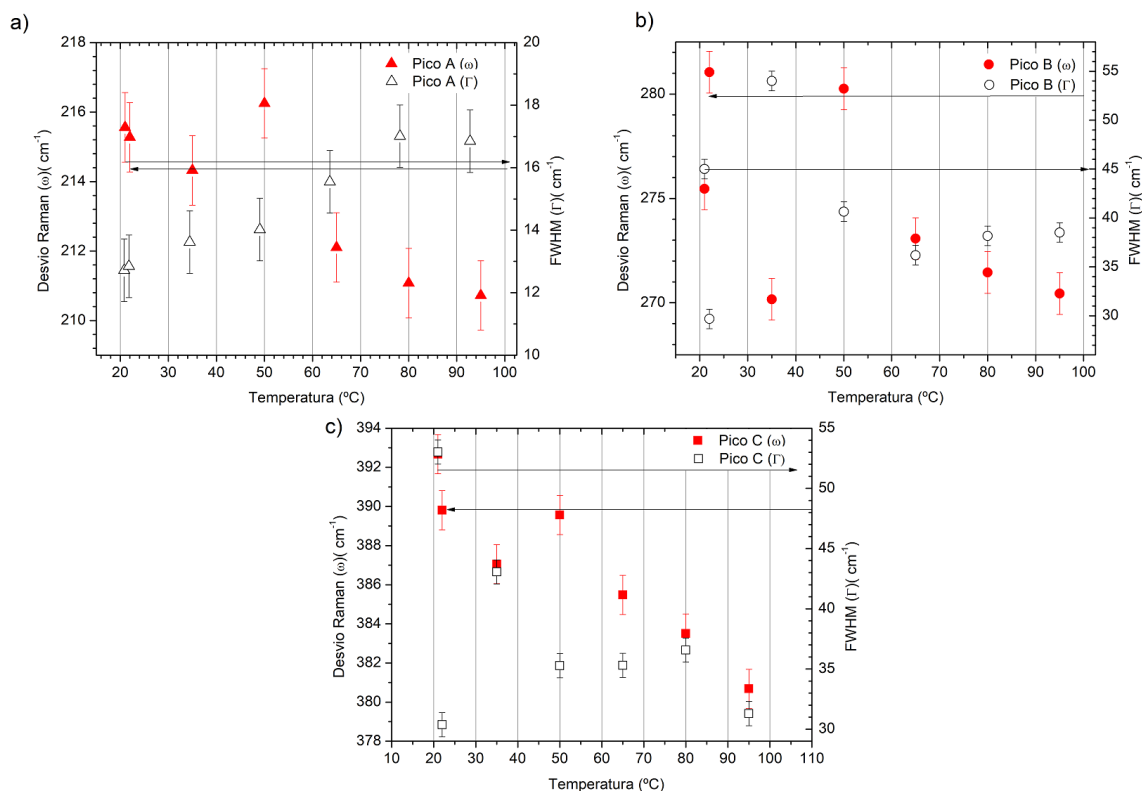 a)
218
216
214
212
210
Desvio Raman (ω)( cm⁻¹)
20
18
16
14
12
10
FWHM (Γ)( cm⁻¹)
Pico A (ω)
Pico A (Γ)
20 30 40 50 60 70 80 90 100
Temperatura (ºC)
b)
280
275
270
Desvio Raman (ω)( cm⁻¹)
55
50
45
40
35
30
FWHM (Γ)( cm⁻¹)
Pico B (ω)
Pico B (Γ)
20 30 40 50 60 70 80 90 100
Temperatura (ºC)
c)
394
392
390
388
386
384
382
380
378
Desvio Raman (ω)( cm⁻¹)
55
50
45
40
35
30
FWHM (Γ)( cm⁻¹)
Pico C (ω)
Pico C (Γ)
10 20 30 40 50 60 70 80 90 100 110
Temperatura (ºC)